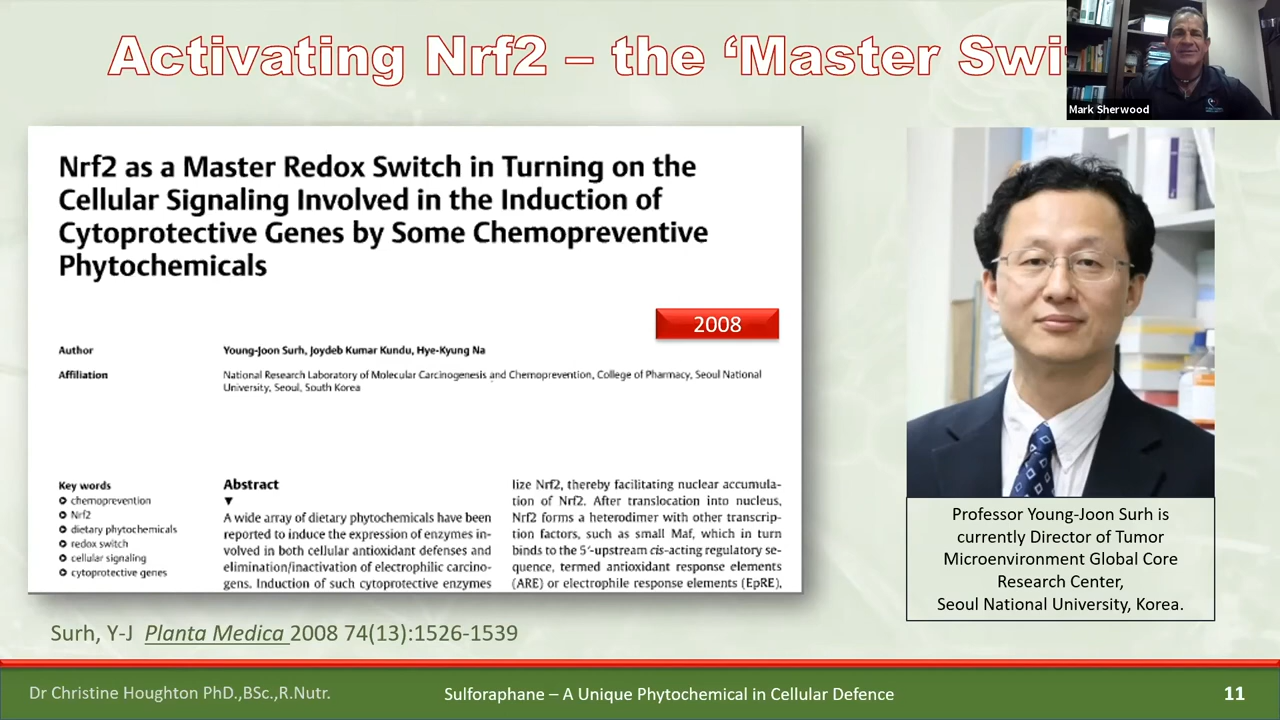 Activating Nrf2 – the ‘Master Swi
Mark Sherwood
Nrf2 as a Master Redox Switch in Turning on the
Cellular Signaling Involved in the Induction of
Cytoprotective Genes by Some Chemopreventive
Phytochemicals
2008
Author Young-Joon Surh, Joydeb Kumar Kundu, Hye-Kyung Na
Affiliation National Research Laboratory of Molecular Carcinogenesis and Chemoprevention, College of Pharmacy, Seoul National
University, Seoul, South Korea
Key words
chemoprevention
Nrf2
dietary phytochemicals
redox switch
cellular signaling
cytoprotective genes
Abstract
A wide array of dietary phytochemicals have been
reported to induce the expression of enzymes in-
volved in both cellular antioxidant defenses and
elimination/inactivation of electrophilic carcino-
gens. Induction of such cytoprotective enzymes
lize Nrf2, thereby facilitating nuclear accumula-
tion of Nrf2. After translocation into nucleus,
Nrf2 forms a heterodimer with other transcrip-
tion factors, such as small Maf, which in turn
binds to the 5′-upstream cis-acting regulatory se-
quence, termed antioxidant response elements
(ARE) or electrophile response elements (EpRE),
Professor Young-Joon Surh is
currently Director of Tumor
Microenvironment Global Core
Research Center,
Seoul National University, Korea.
Surh, Y-J Planta Medica 2008 74(13):1526-1539
Dr Christine Houghton PhD.,BSc.,R.Nutr.
Sulforaphane – A Unique Phytochemical in Cellular Defence
11